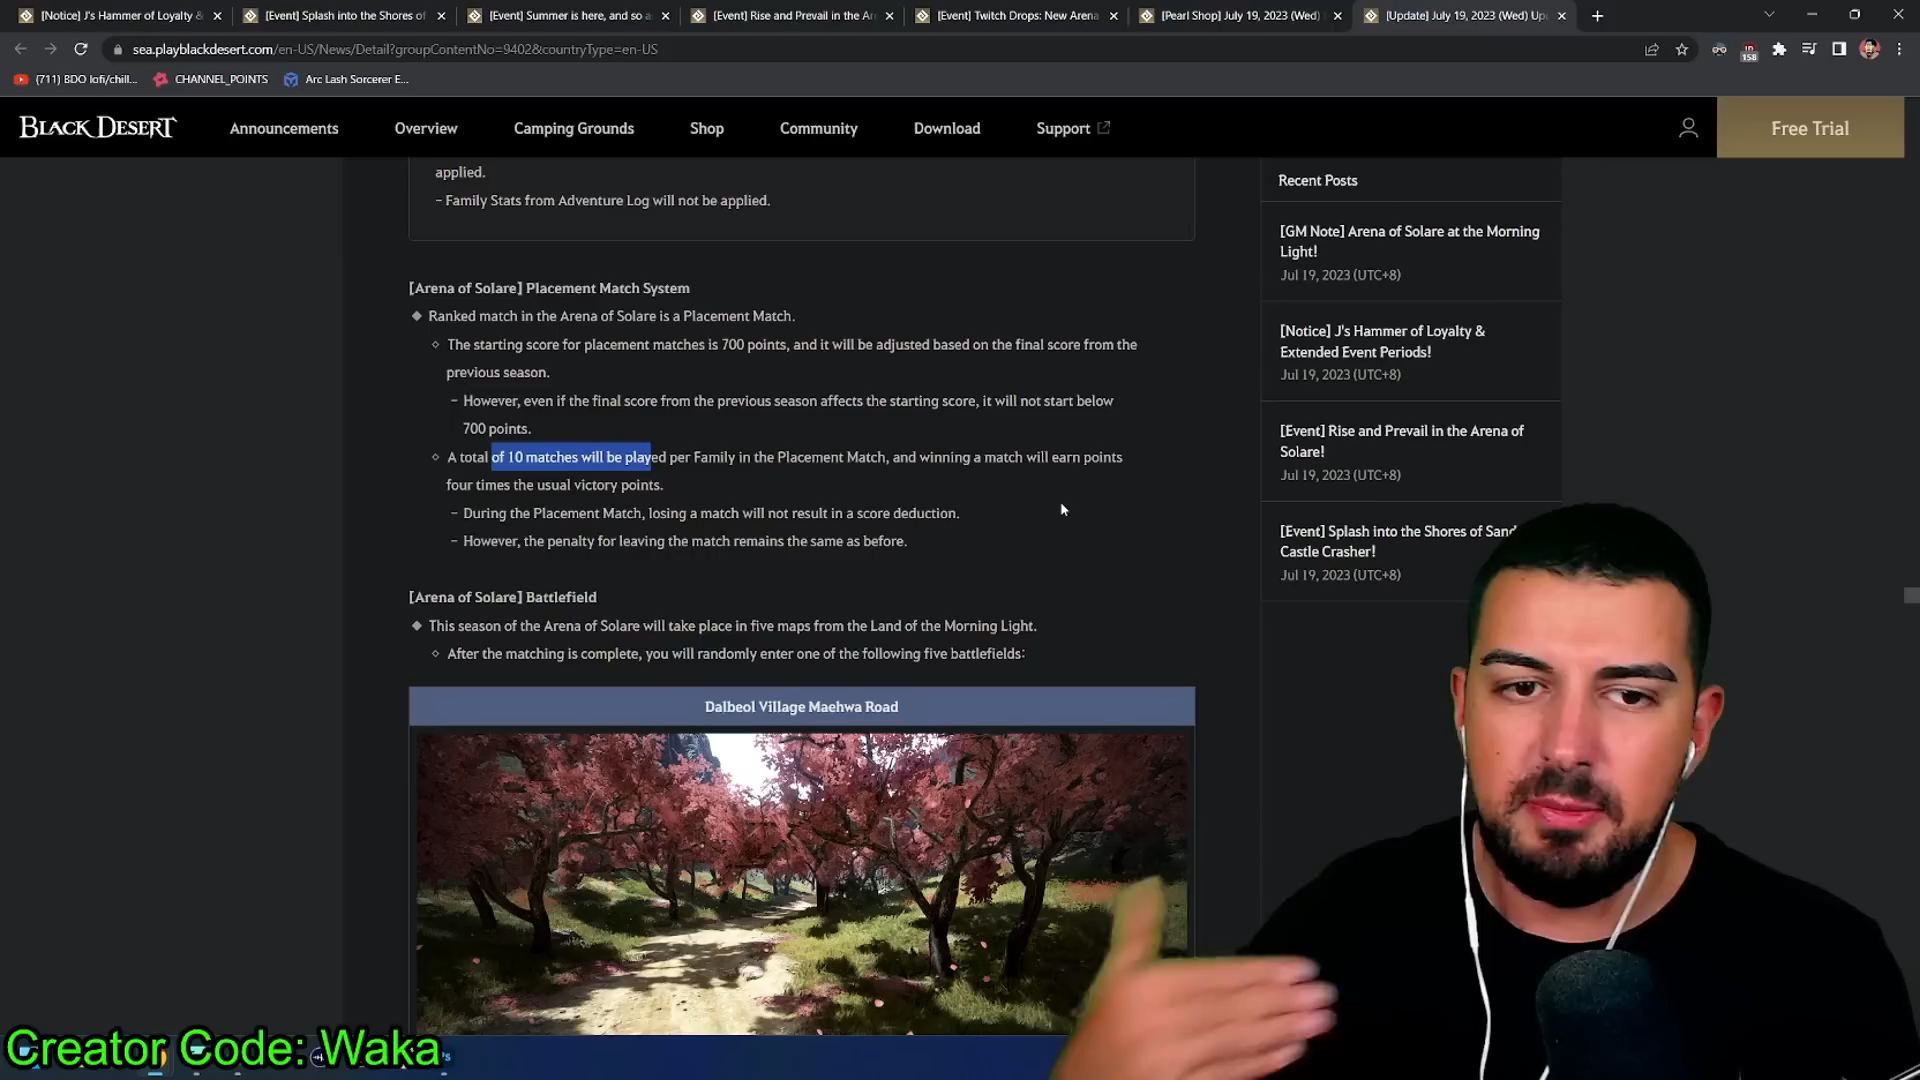 [Notice] J's Hammer of Loyalty &
[Event] Splash into the Shores of
[Event] Summer is here, and so a
[Event] Rise and Prevail in the Ar
[Event] Twitch Drops: New Arena
[Pearl Shop] July 19, 2023 (Wed)
[Update] July 19, 2023 (Wed) Up
sea.playblackdesert.com/en-US/News/Detail?groupContentNo=9402&countryType=en-US
158
(711) BDO lofi/chill...
CHANNEL_POINTS
Arc Lash Sorcerer E...
BLACK DESERT
Announcements
Overview
Camping Grounds
Shop
Community
Download
Support
Free Trial
applied.
- Family Stats from Adventure Log will not be applied.
[Arena of Solare] Placement Match System
Ranked match in the Arena of Solare is a Placement Match.
The starting score for placement matches is 700 points, and it will be adjusted based on the final score from the
previous season.
- However, even if the final score from the previous season affects the starting score, it will not start below
700 points.
A total of 10 matches will be played per Family in the Placement Match, and winning a match will earn points
four times the usual victory points.
- During the Placement Match, losing a match will not result in a score deduction.
- However, the penalty for leaving the match remains the same as before.
[Arena of Solare] Battlefield
This season of the Arena of Solare will take place in five maps from the Land of the Morning Light.
After the matching is complete, you will randomly enter one of the following five battlefields:
Dalbeol Village Maehwa Road
Recent Posts
[GM Note] Arena of Solare at the Morning
Light!
Jul 19, 2023 (UTC+8)
[Notice] J's Hammer of Loyalty &
Extended Event Periods!
Jul 19, 2023 (UTC+8)
[Event] Rise and Prevail in the Arena of
Solare!
Jul 19, 2023 (UTC+8)
[Event] Splash into the Shores of Sand
Castle Crasher!
Jul 19, 2023 (UTC+8)
Creator Code: Waka